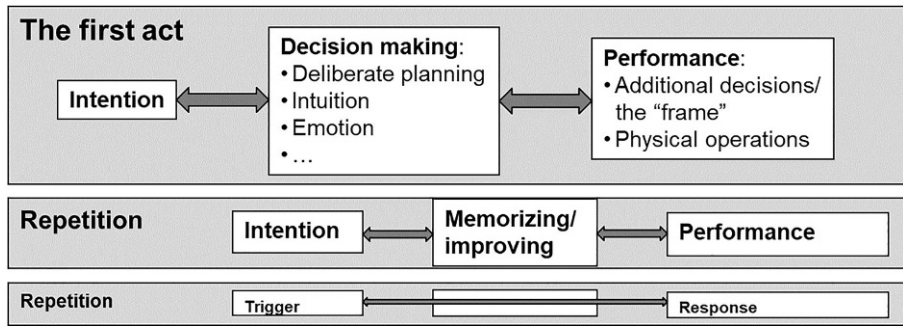 The first act
Intention
Decision making:
• Deliberate planning
• Intuition
• Emotion
• …
Performance:
• Additional decisions/
the “frame”
• Physical operations
Repetition
Intention
Memorizing/
improving
Performance
Repetition
Trigger
Response